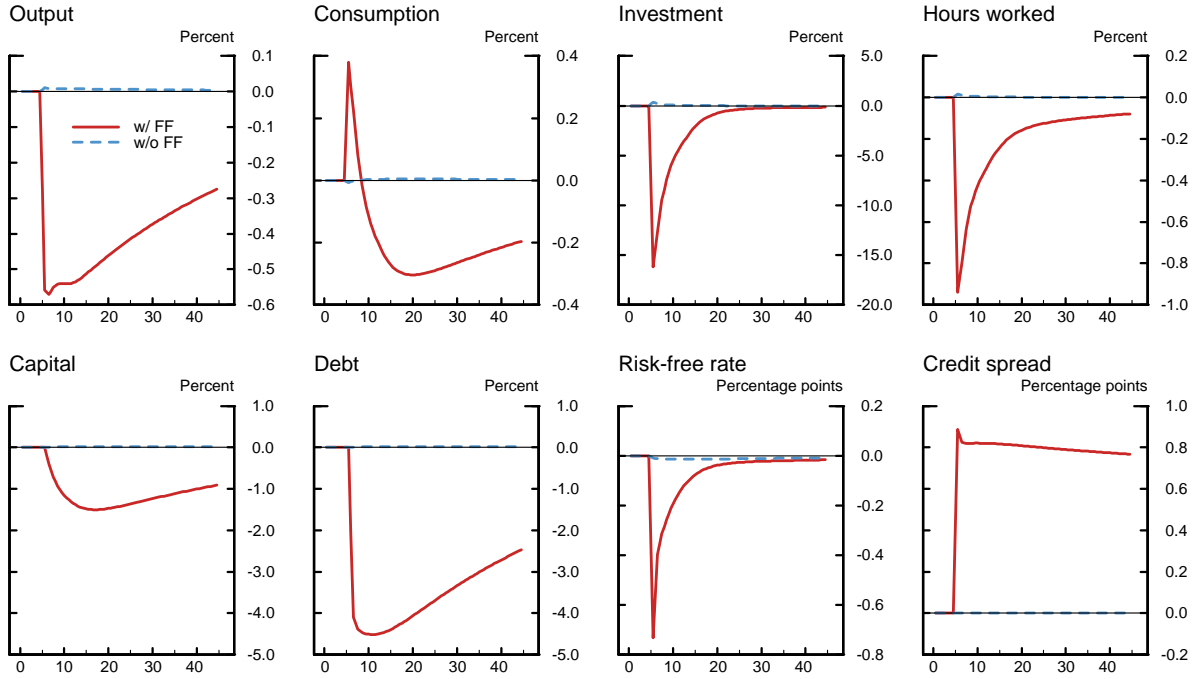 Output
Percent
0.1
0.0
-0.1
-0.2
-0.3
-0.4
-0.5
-0.6
w/ FF
w/o FF
0 10 20 30 40
Consumption
Percent
0.4
0.2
0.0
-0.2
-0.4
0 10 20 30 40
Investment
Percent
5.0
0.0
-5.0
-10.0
-15.0
-20.0
0 10 20 30 40
Hours worked
Percent
0.2
0.0
-0.2
-0.4
-0.6
-0.8
-1.0
0 10 20 30 40
Capital
Percent
1.0
0.0
-1.0
-2.0
-3.0
-4.0
-5.0
0 10 20 30 40
Debt
Percent
1.0
0.0
-1.0
-2.0
-3.0
-4.0
-5.0
0 10 20 30 40
Risk-free rate
Percentage points
0.2
0.0
-0.2
-0.4
-0.6
-0.8
0 10 20 30 40
Credit spread
Percentage points
1.0
0.8
0.6
0.4
0.2
0.0
-0.2
0 10 20 30 40